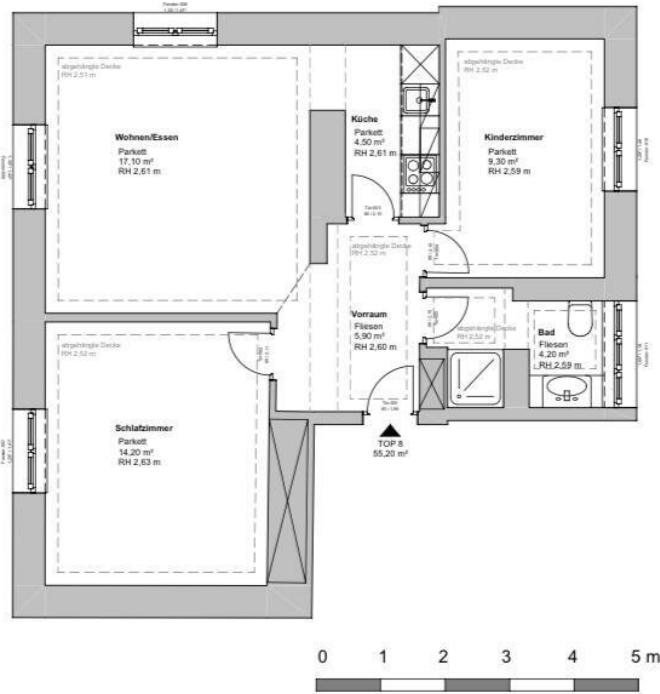 abgehängte Decke
RH 2,51 m
Wohnen/Essen
Parkett
17,10 m²
RH 2,61 m
Küche
Parkett
4,50 m²
RH 2,61 m
abgehängte Decke
RH 2,52 m
Kinderzimmer
Parkett
9,30 m²
RH 2,59 m
abgehängte Decke
RH 2,52 m
Vorraum
Fliesen
5,90 m²
RH 2,60 m
abgehängte Decke
RH 2,52 m
Bad
Fliesen
4,20 m²
RH 2,59 m
abgehängte Decke
RH 2,52 m
Schlafzimmer
Parkett
14,20 m²
RH 2,63 m
TOP 8
55,20 m²
0 1 2 3 4 5 m